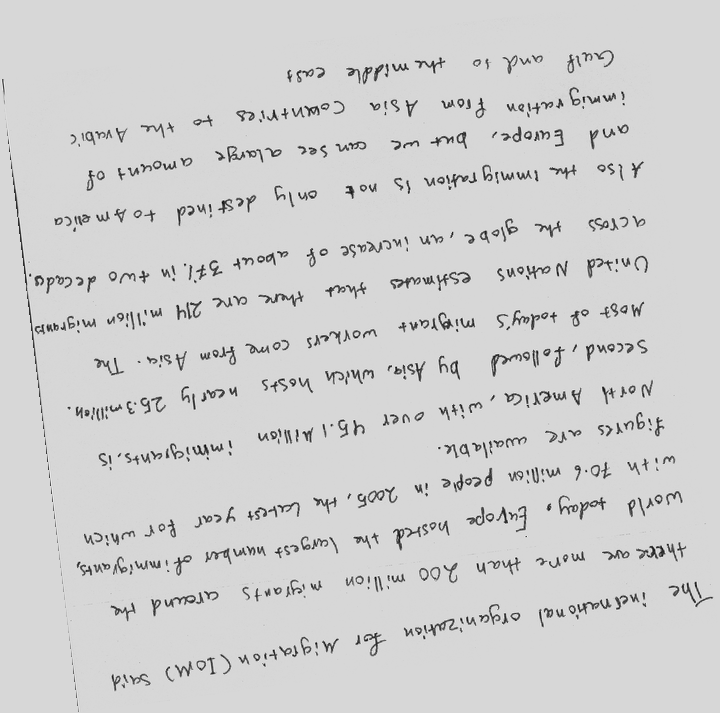 The inernational organization for Migration (IOM) said
there are more than 200 million migrants around the
world today. Europe hosted the largest number of immigrants,
with 70.6 million people in 2005, the latest year for which
figures are available.
North America, with over 45.1 Million immigrants, is
second, followed by Asia, which hosts nearly 25.3 million.
Most of today's migrant workers come from Asia. The
United Nations estimates that there are 214 million migrants
across the globe, an increase of about 37% in two decades.
Also the immigration is not only destined to America
and Europe, but we can see a large amount of
immigration from Asia Countries to the Arabic
Gulf and to the middle east